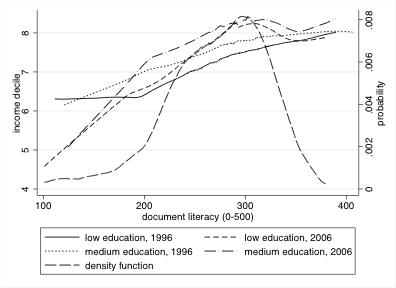 8
7
6
5
4
income decile
.008
.006
.004
.002
0
probability
100 200 300 400
document literacy (0-500)
low education, 1996 low education, 2006
medium education, 1996 medium education, 2006
density function